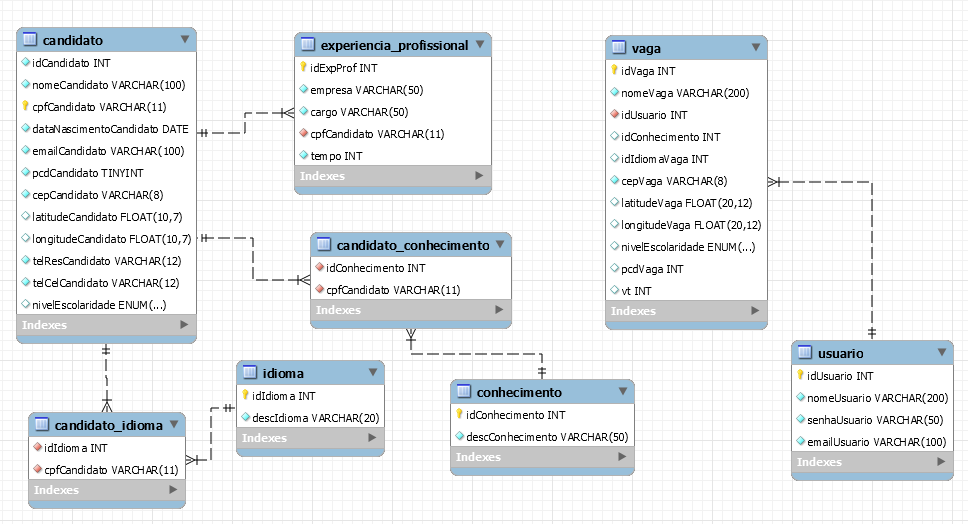 candidato
idCandidato INT
nomeCandidato VARCHAR(100)
cpfCandidato VARCHAR(11)
dataNascimentoCandidato DATE
emailCandidato VARCHAR(100)
pcdCandidato TINYINT
cepCandidato VARCHAR(8)
latitudeCandidato FLOAT(10,7)
longitudeCandidato FLOAT(10,7)
telResCandidato VARCHAR(12)
telCelCandidato VARCHAR(12)
nivelEscolaridade ENUM(...)
Indexes
experiencia_profissional
idExpProf INT
empresa VARCHAR(50)
cargo VARCHAR(50)
cpfCandidato VARCHAR(11)
tempo INT
Indexes
vaga
idVaga INT
nomeVaga VARCHAR(200)
idUsuario INT
idConhecimento INT
idIdiomaVaga INT
cepVaga VARCHAR(8)
latitudeVaga FLOAT(20,12)
longitudeVaga FLOAT(20,12)
nivelEscolaridade ENUM(...)
pcdVaga INT
vt INT
Indexes
candidato_conhecimento
idConhecimento INT
cpfCandidato VARCHAR(11)
Indexes
usuario
idUsuario INT
nomeUsuario VARCHAR(200)
senhaUsuario VARCHAR(50)
emailUsuario VARCHAR(100)
Indexes
idioma
idIdioma INT
descIdioma VARCHAR(20)
Indexes
conhecimento
idConhecimento INT
descConhecimento VARCHAR(50)
Indexes
candidato_idioma
idIdioma INT
cpfCandidato VARCHAR(11)
Indexes